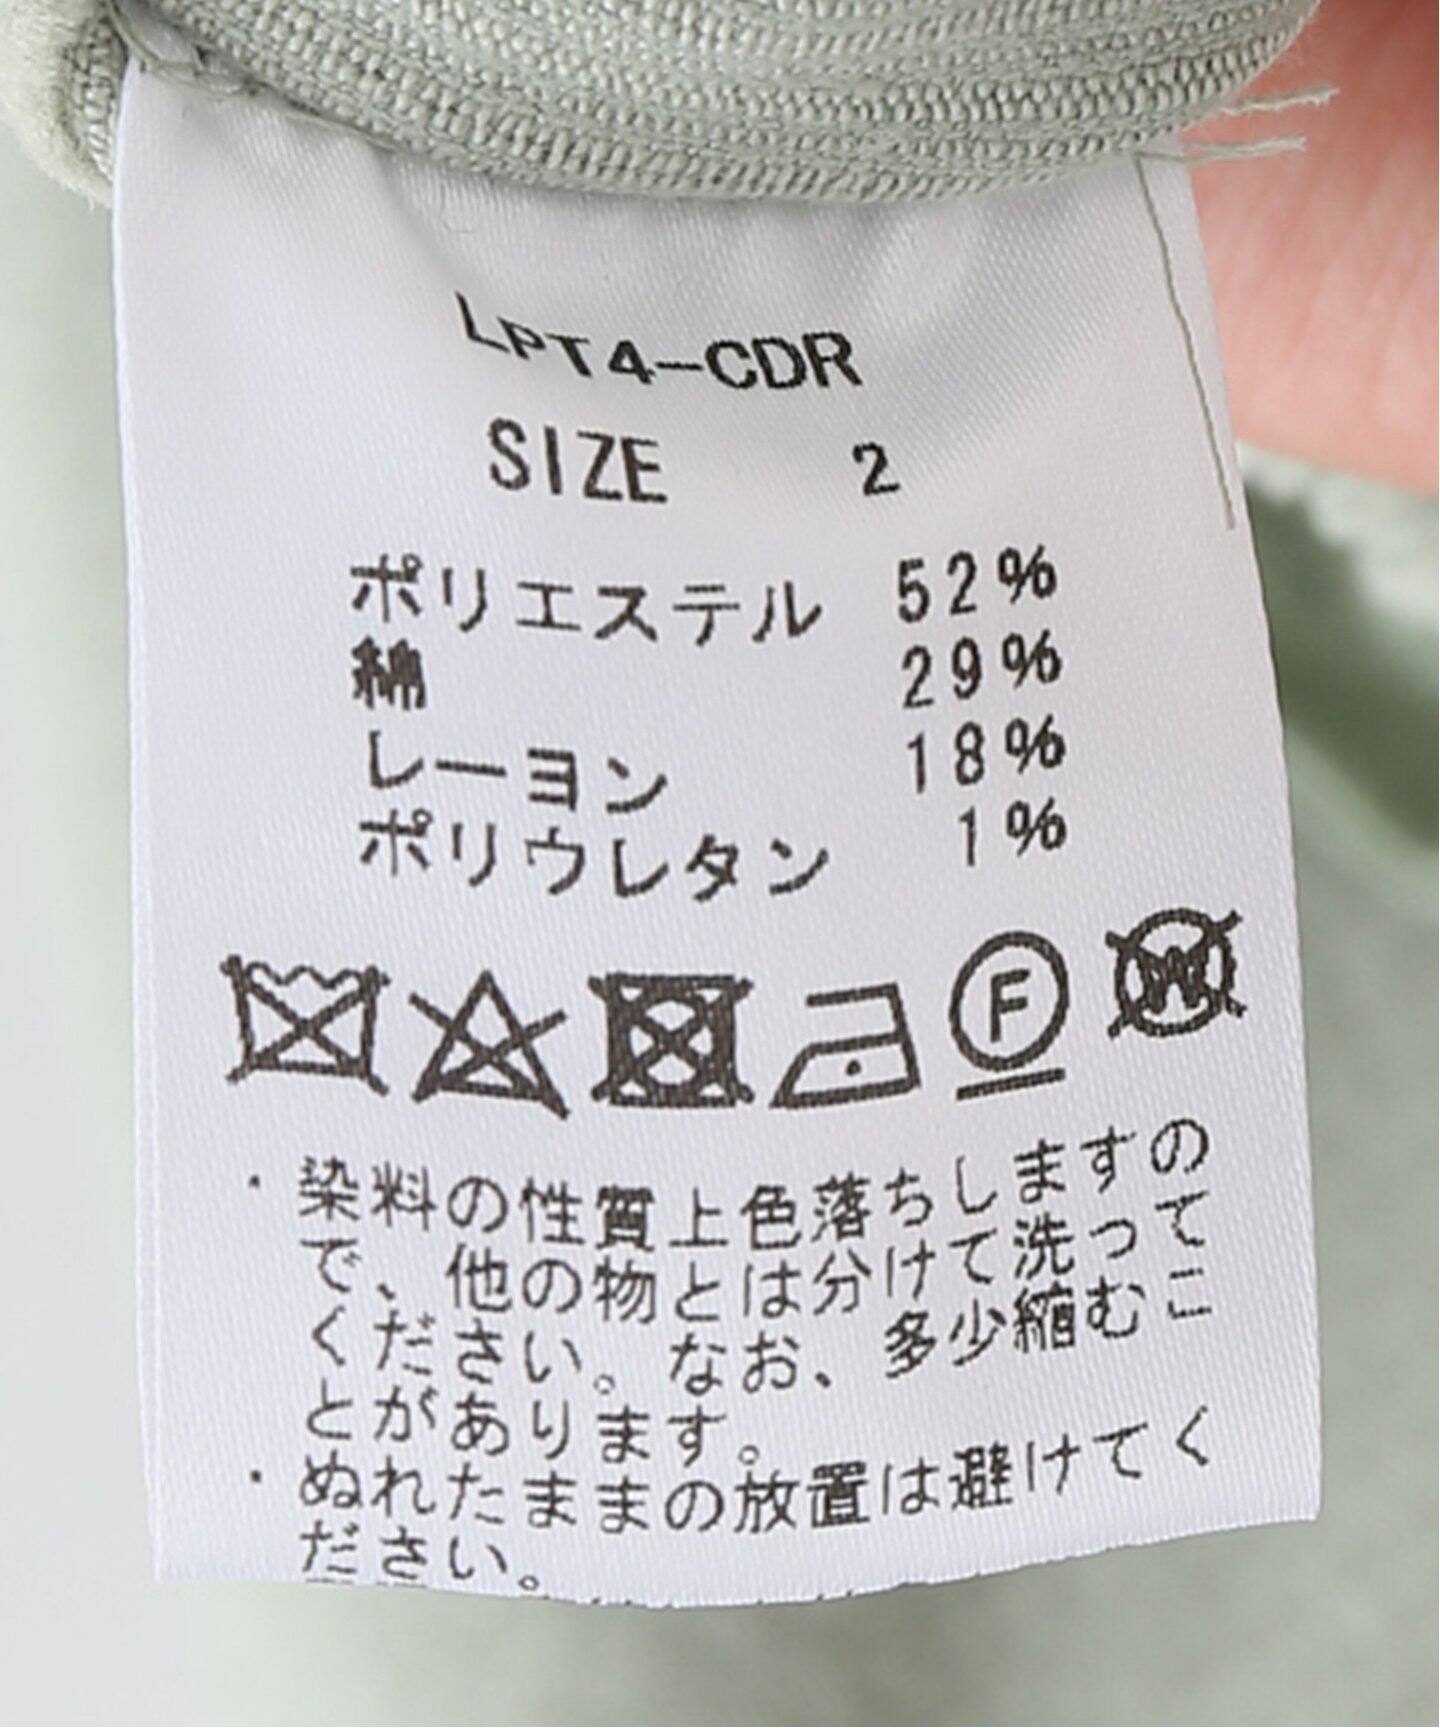 LPT4-CDR
SIZE 2
ポリエステル 52%
綿 29%
レーヨン 18%
ポリウレタン 1%
F W
・染料の性質上色落ちしますの
で、他の物とは分けて洗って
ください。なお、多少縮むこ
とがあります。
・ぬれたままの放置は避けてく
ださい。